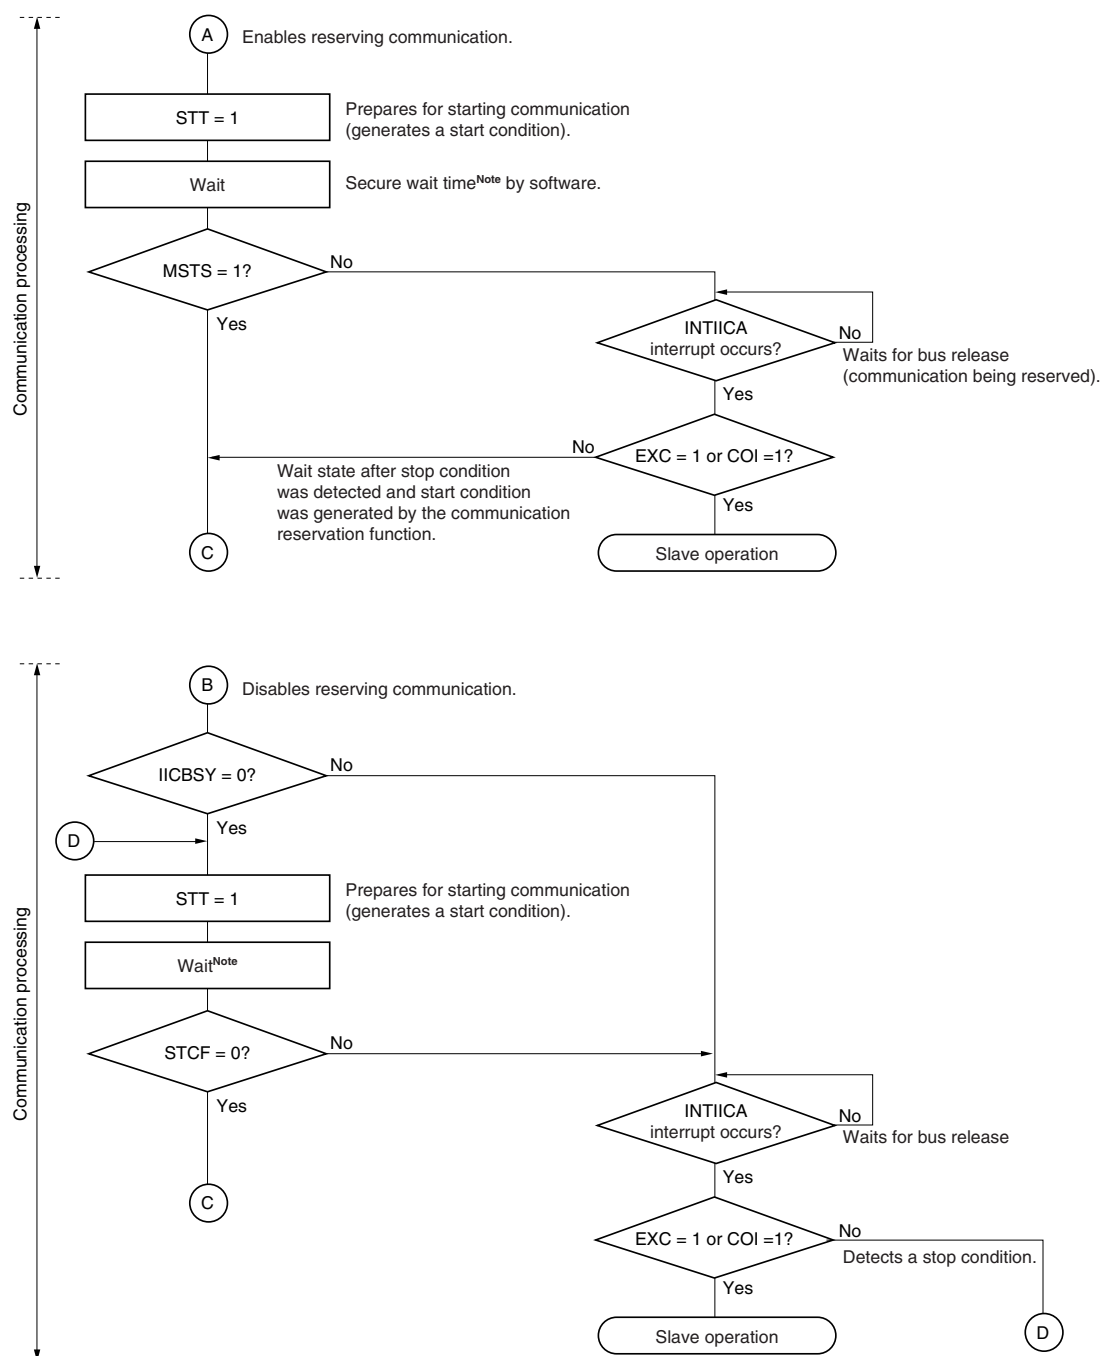 A
Enables reserving communication.
STT = 1
Prepares for starting communication
(generates a start condition).
Wait
Secure wait timeNote by software.
MSTS = 1?
No
Yes
INTIICA
interrupt occurs?
No
Waits for bus release
(communication being reserved).
Yes
EXC = 1 or COI =1?
No
Wait state after stop condition
was detected and start condition
was generated by the communication
reservation function.
Yes
C
Slave operation
Communication processing
B
Disables reserving communication.
IICBSY = 0?
No
Yes
D
STT = 1
Prepares for starting communication
(generates a start condition).
WaitNote
STCF = 0?
No
Yes
INTIICA
interrupt occurs?
No
Waits for bus release
Yes
C
EXC = 1 or COI =1?
No
Detects a stop condition.
Yes
Slave operation
D
Communication processing